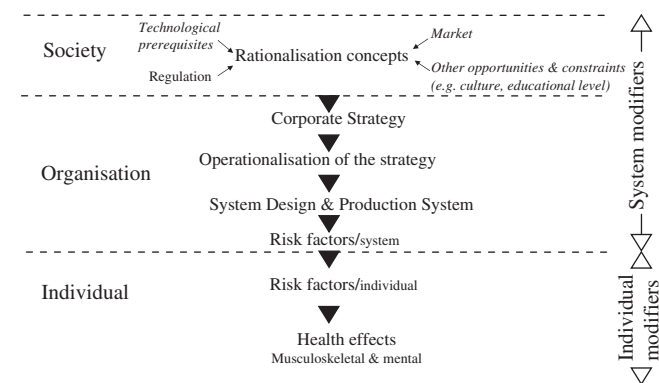 Society
Technological
prerequisites
Regulation
Rationalisation concepts
Market
Other opportunities & constraints
(e.g. culture, educational level)
Corporate Strategy
Organisation
Operationalisation of the strategy
System Design & Production System
Risk factors/system
Individual
Risk factors/individual
Health effects
Musculoskeletal & mental
System modifiers
Individual
modifiers